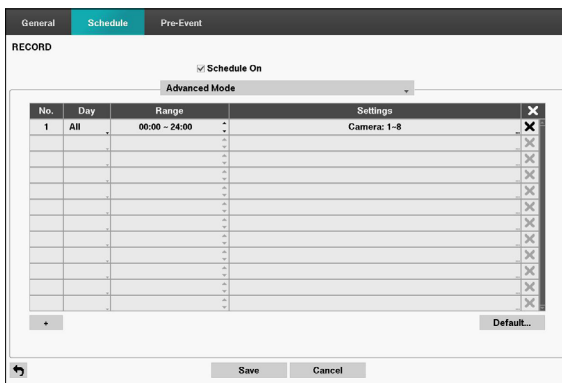 General Schedule Pre-Event
RECORD
Schedule On
Advanced Mode
No. Day Range Settings
1 All 00:00 ~ 24:00 Camera: 1~8
+ Default...
Save Cancel